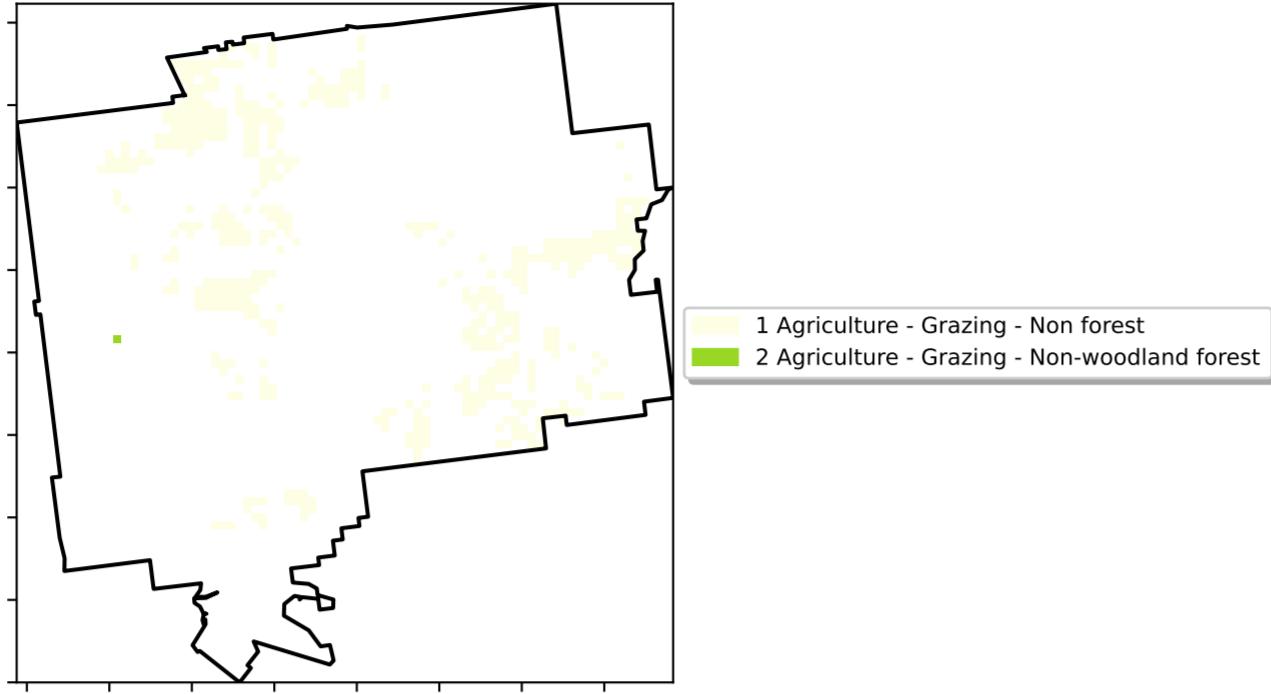 1 Agriculture - Grazing - Non forest
2 Agriculture - Grazing - Non-woodland forest